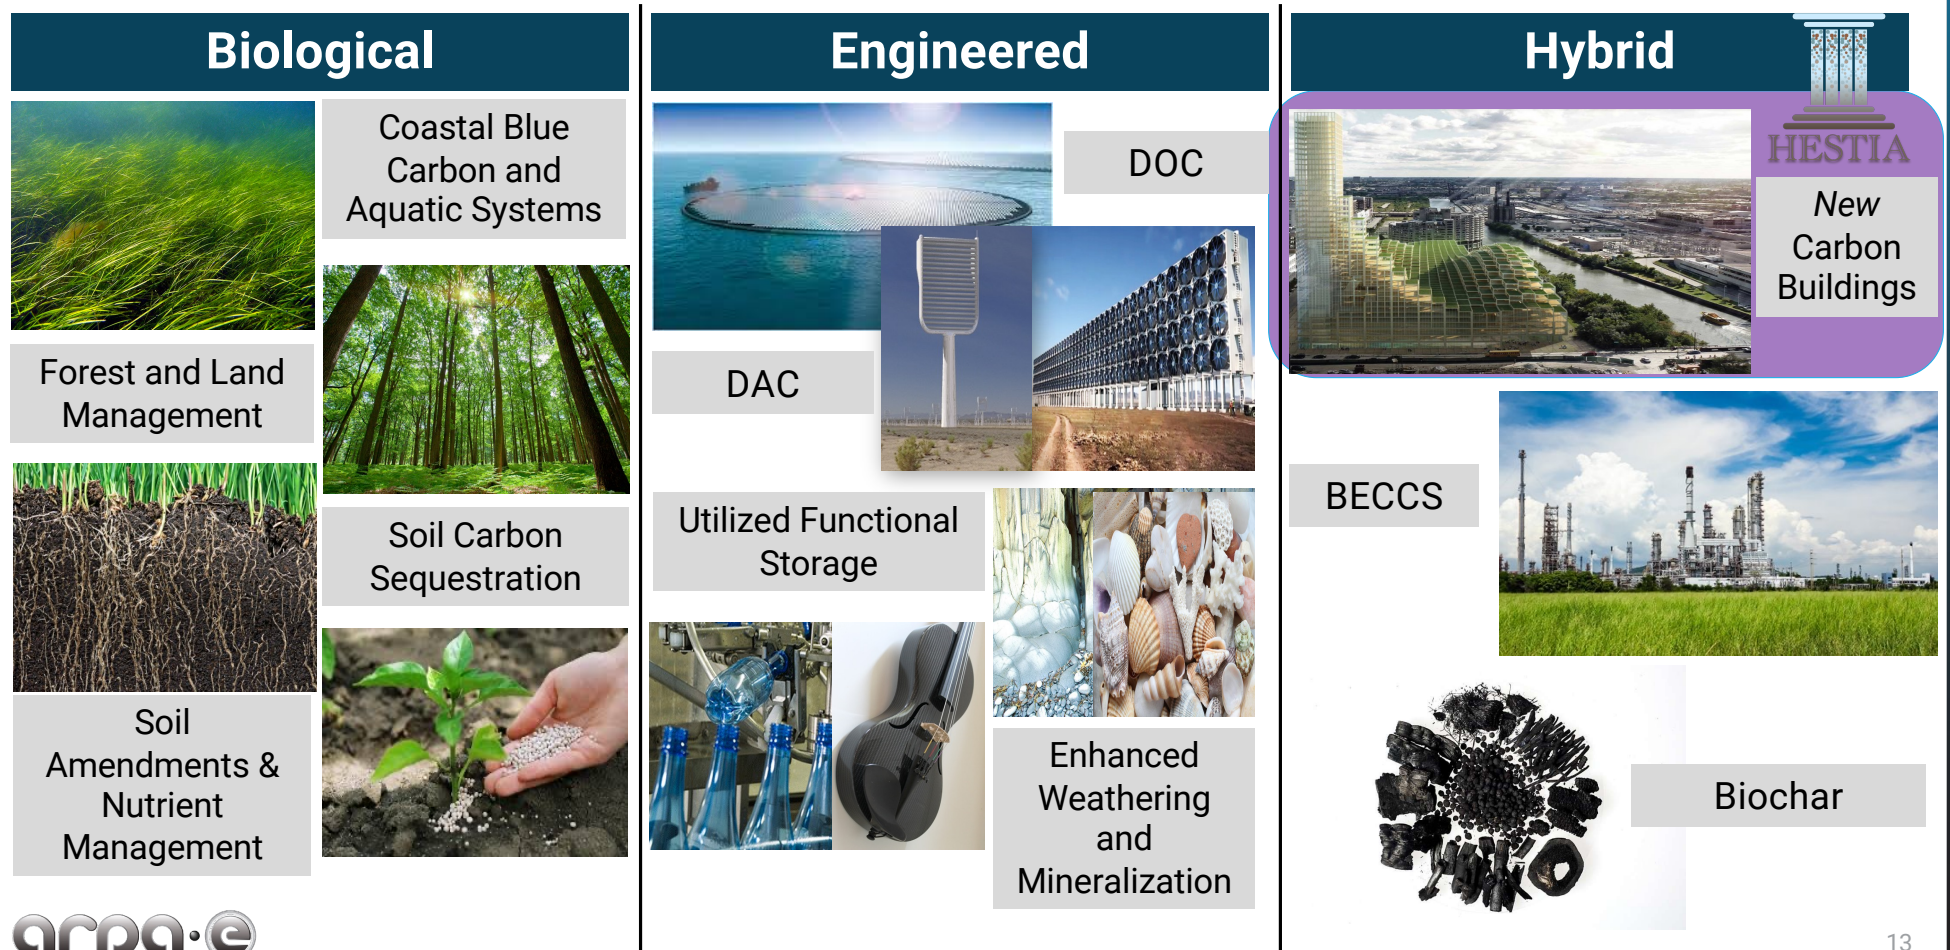 Biological
Coastal Blue
Carbon and
Aquatic Systems
Forest and Land
Management
Soil Carbon
Sequestration
Soil
Amendments &
Nutrient
Management
arpa·e
Engineered
DOC
DAC
Utilized Functional
Storage
Enhanced
Weathering
and
Mineralization
Hybrid
HESTIA
New
Carbon
Buildings
BECCS
Biochar
13